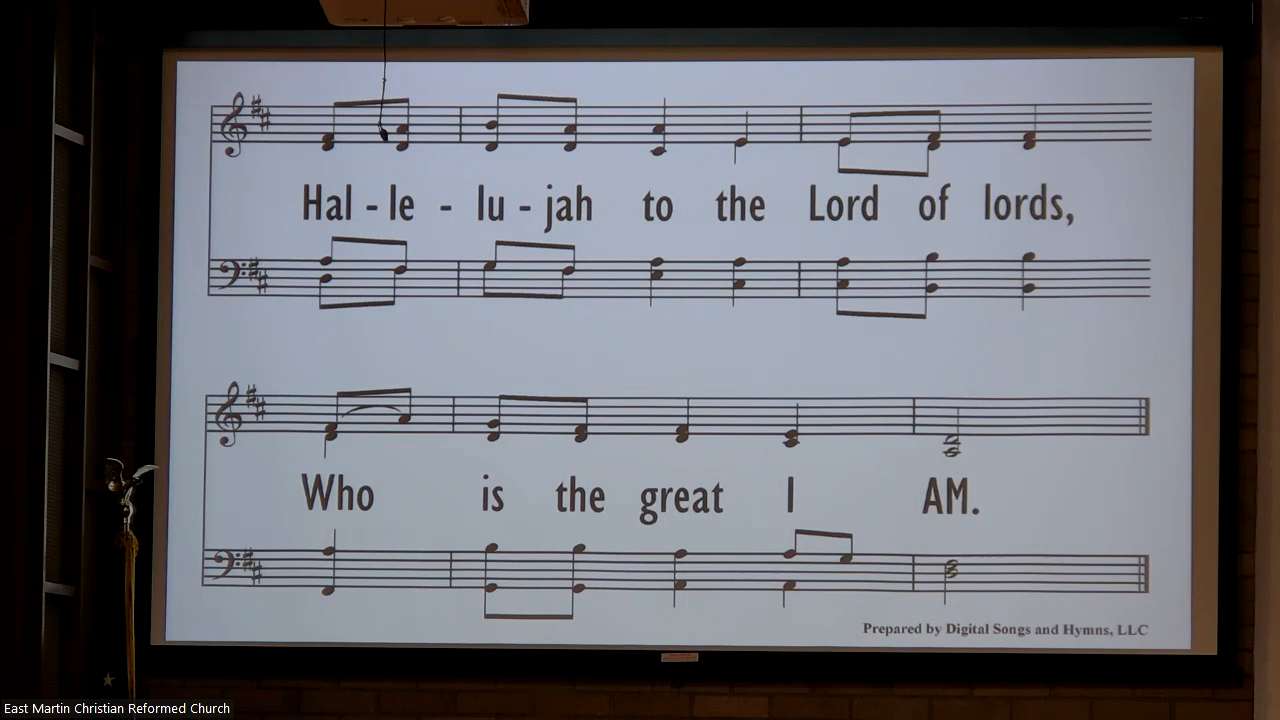 Hal - le - lu - jah to the Lord of lords,
Who is the great I AM.
Prepared by Digital Songs and Hymns, LLC
East Martin Christian Reformed Church